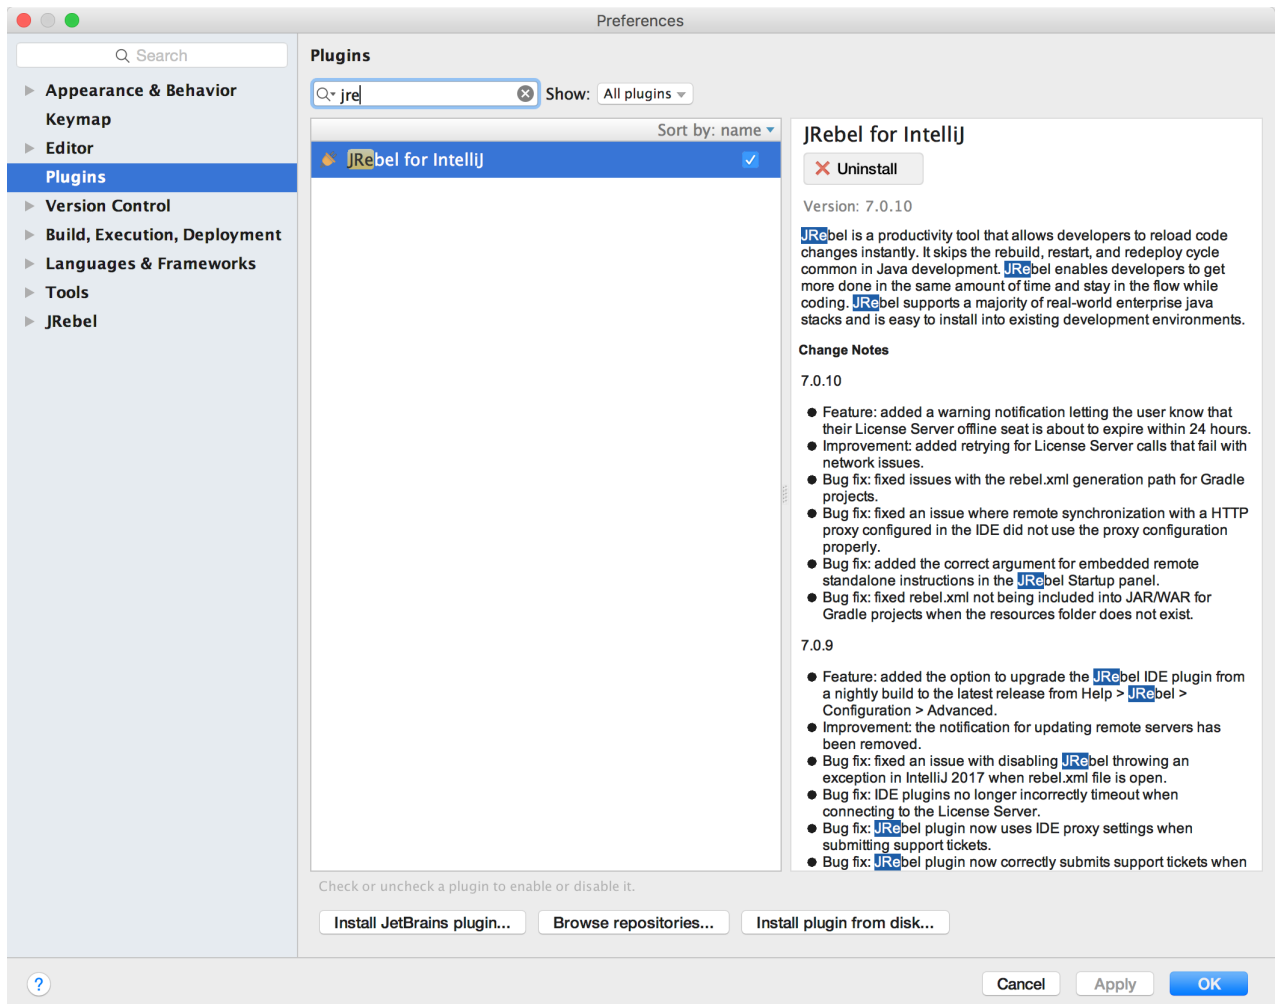 Preferences
Search
Appearance & Behavior
Keymap
Editor
Plugins
Version Control
Build, Execution, Deployment
Languages & Frameworks
Tools
JRebel
Plugins
jre
Show: All plugins
Sort by: name
JRebel for IntelliJ
Check or uncheck a plugin to enable or disable it.
Install JetBrains plugin...
Browse repositories...
Install plugin from disk...
JRebel for IntelliJ
Uninstall
Version: 7.0.10
JRebel is a productivity tool that allows developers to reload code
changes instantly. It skips the rebuild, restart, and redeploy cycle
common in Java development. JRebel enables developers to get
more done in the same amount of time and stay in the flow while
coding. JRebel supports a majority of real-world enterprise java
stacks and is easy to install into existing development environments.
Change Notes
7.0.10
● Feature: added a warning notification letting the user know that
their License Server offline seat is about to expire within 24 hours.
● Improvement: added retrying for License Server calls that fail with
network issues.
● Bug fix: fixed issues with the rebel.xml generation path for Gradle
projects.
● Bug fix: fixed an issue where remote synchronization with a HTTP
proxy configured in the IDE did not use the proxy configuration
properly.
● Bug fix: added the correct argument for embedded remote
standalone instructions in the JRebel Startup panel.
● Bug fix: fixed rebel.xml not being included into JAR/WAR for
Gradle projects when the resources folder does not exist.
7.0.9
● Feature: added the option to upgrade the JRebel IDE plugin from
a nightly build to the latest release from Help > JRebel >
Configuration > Advanced.
● Improvement: the notification for updating remote servers has
been removed.
● Bug fix: fixed an issue with disabling JRebel throwing an
exception in IntelliJ 2017 when rebel.xml file is open.
● Bug fix: IDE plugins no longer incorrectly timeout when
connecting to the License Server.
● Bug fix: JRebel plugin now uses IDE proxy settings when
submitting support tickets.
● Bug fix: JRebel plugin now correctly submits support tickets when
?
Cancel
Apply
OK